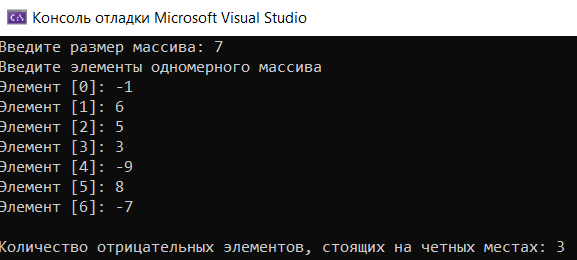 Консоль отладки Microsoft Visual Studio
Введите размер массива: 7
Введите элементы одномерного массива
Элемент [0]: -1
Элемент [1]: 6
Элемент [2]: 5
Элемент [3]: 3
Элемент [4]: -9
Элемент [5]: 8
Элемент [6]: -7
Количество отрицательных элементов, стоящих на четных местах: 3